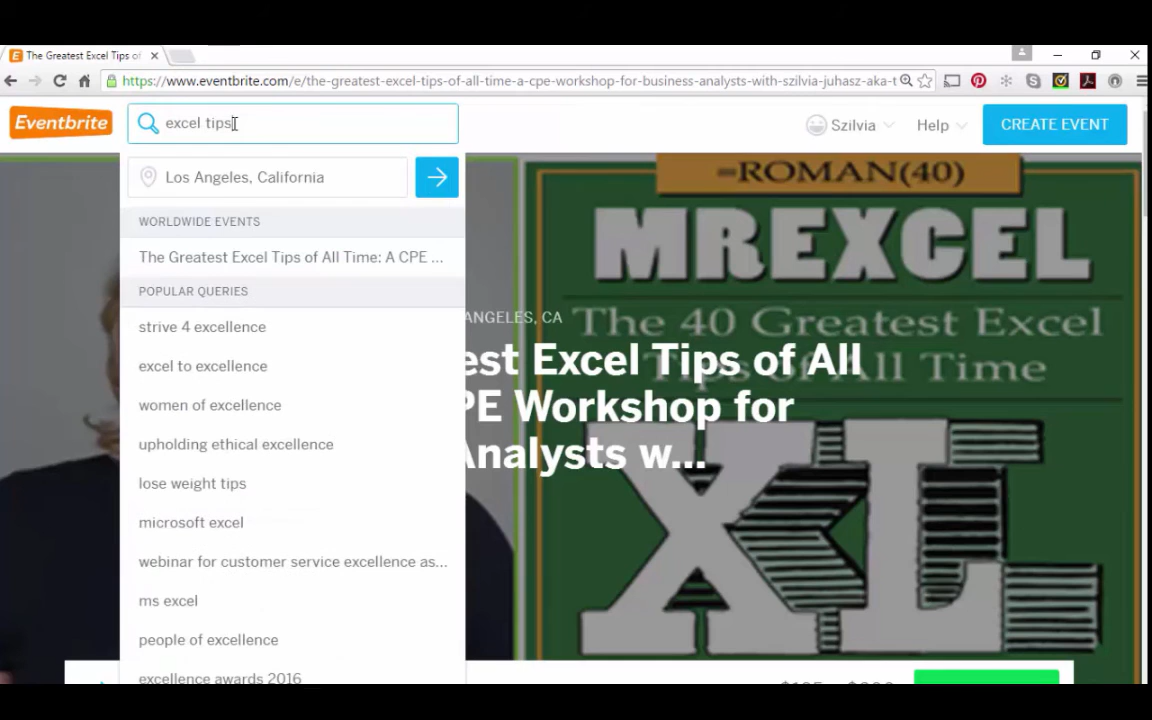 The Greatest Excel Tips of
https://www.eventbrite.com/e/the-greatest-excel-tips-of-all-time-a-cpe-workshop-for-business-analysts-with-szilvia-juhasz-aka-t
Eventbrite
excel tips
Szilvia
Help
CREATE EVENT
Los Angeles, California
WORLDWIDE EVENTS
The Greatest Excel Tips of All Time: A CPE ...
POPULAR QUERIES
strive 4 excellence
excel to excellence
women of excellence
upholding ethical excellence
lose weight tips
microsoft excel
webinar for customer service excellence as...
ms excel
people of excellence
excellence awards 2016
ANGELES, CA
est Excel Tips of All
CPE Workshop for
Analysts w...
=ROMAN(40)
MREXCEL
The 40 Greatest Excel
Tips of All Time
XL